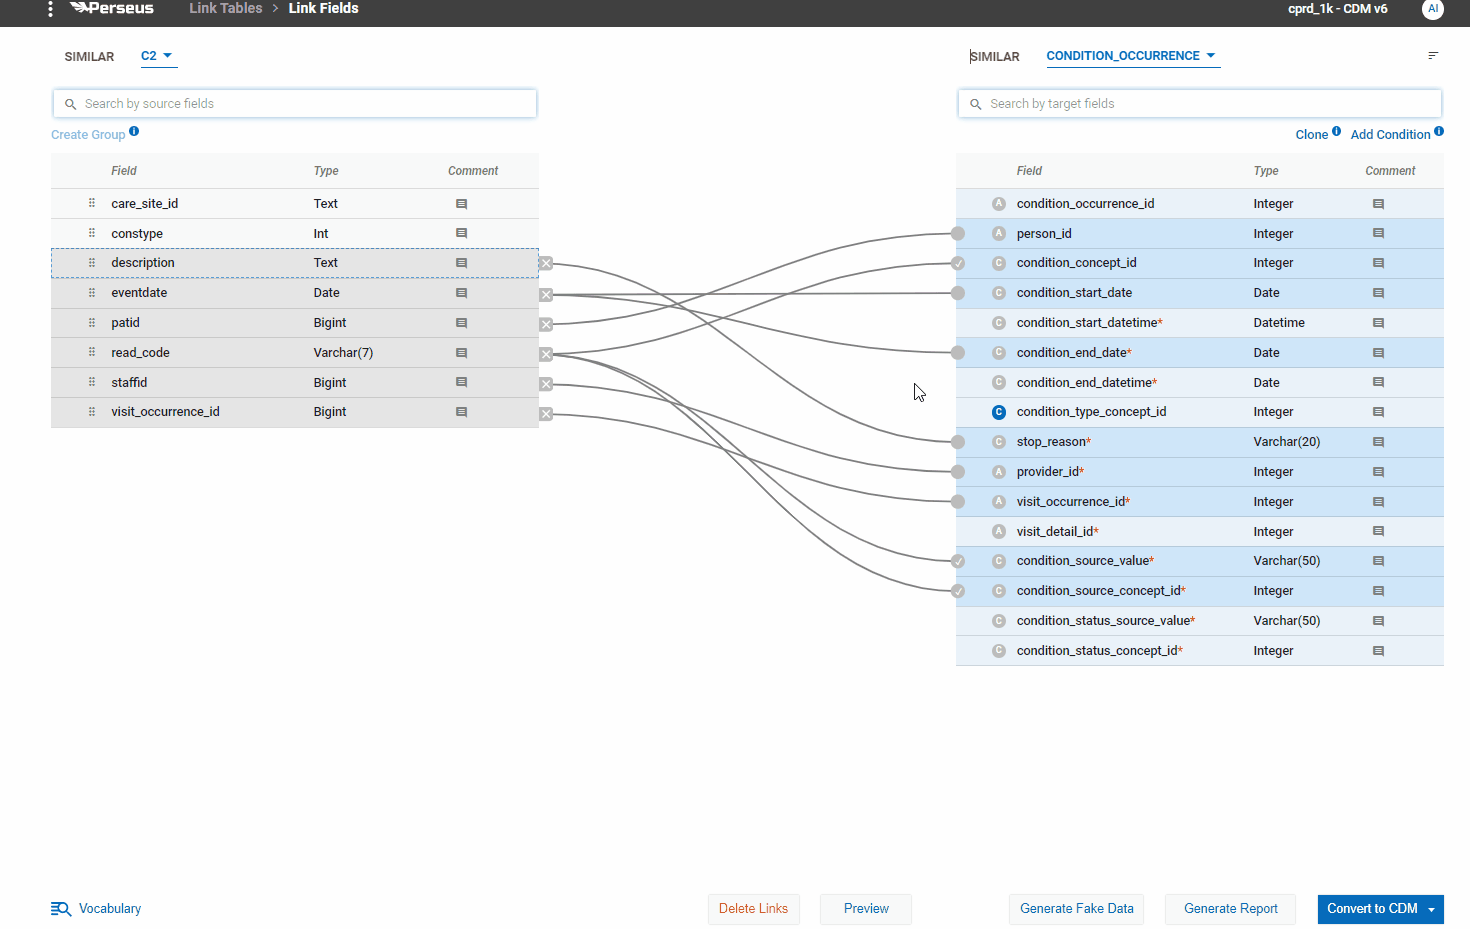 Perseus Link Tables > Link Fields cprd_1k - CDM v6 AI
SIMILAR C2 SIMILAR CONDITION_OCCURRENCE
Search by source fields Search by target fields
Create Group i Clone i Add Condition i
Field Type Comment Field Type Comment
care_site_id Text A condition_occurrence_id Integer
constype Int A person_id Integer
description Text C condition_concept_id Integer
eventdate Date C condition_start_date Date
patid Bigint C condition_start_datetime* Datetime
read_code Varchar(7) C condition_end_date* Date
staffid Bigint C condition_end_datetime* Date
visit_occurrence_id Bigint C condition_type_concept_id Integer
C stop_reason* Varchar(20)
A provider_id* Integer
A visit_occurrence_id* Integer
A visit_detail_id* Integer
C condition_source_value* Varchar(50)
C condition_source_concept_id* Integer
C condition_status_source_value* Varchar(50)
C condition_status_concept_id* Integer
Vocabulary Delete Links Preview Generate Fake Data Generate Report Convert to CDM